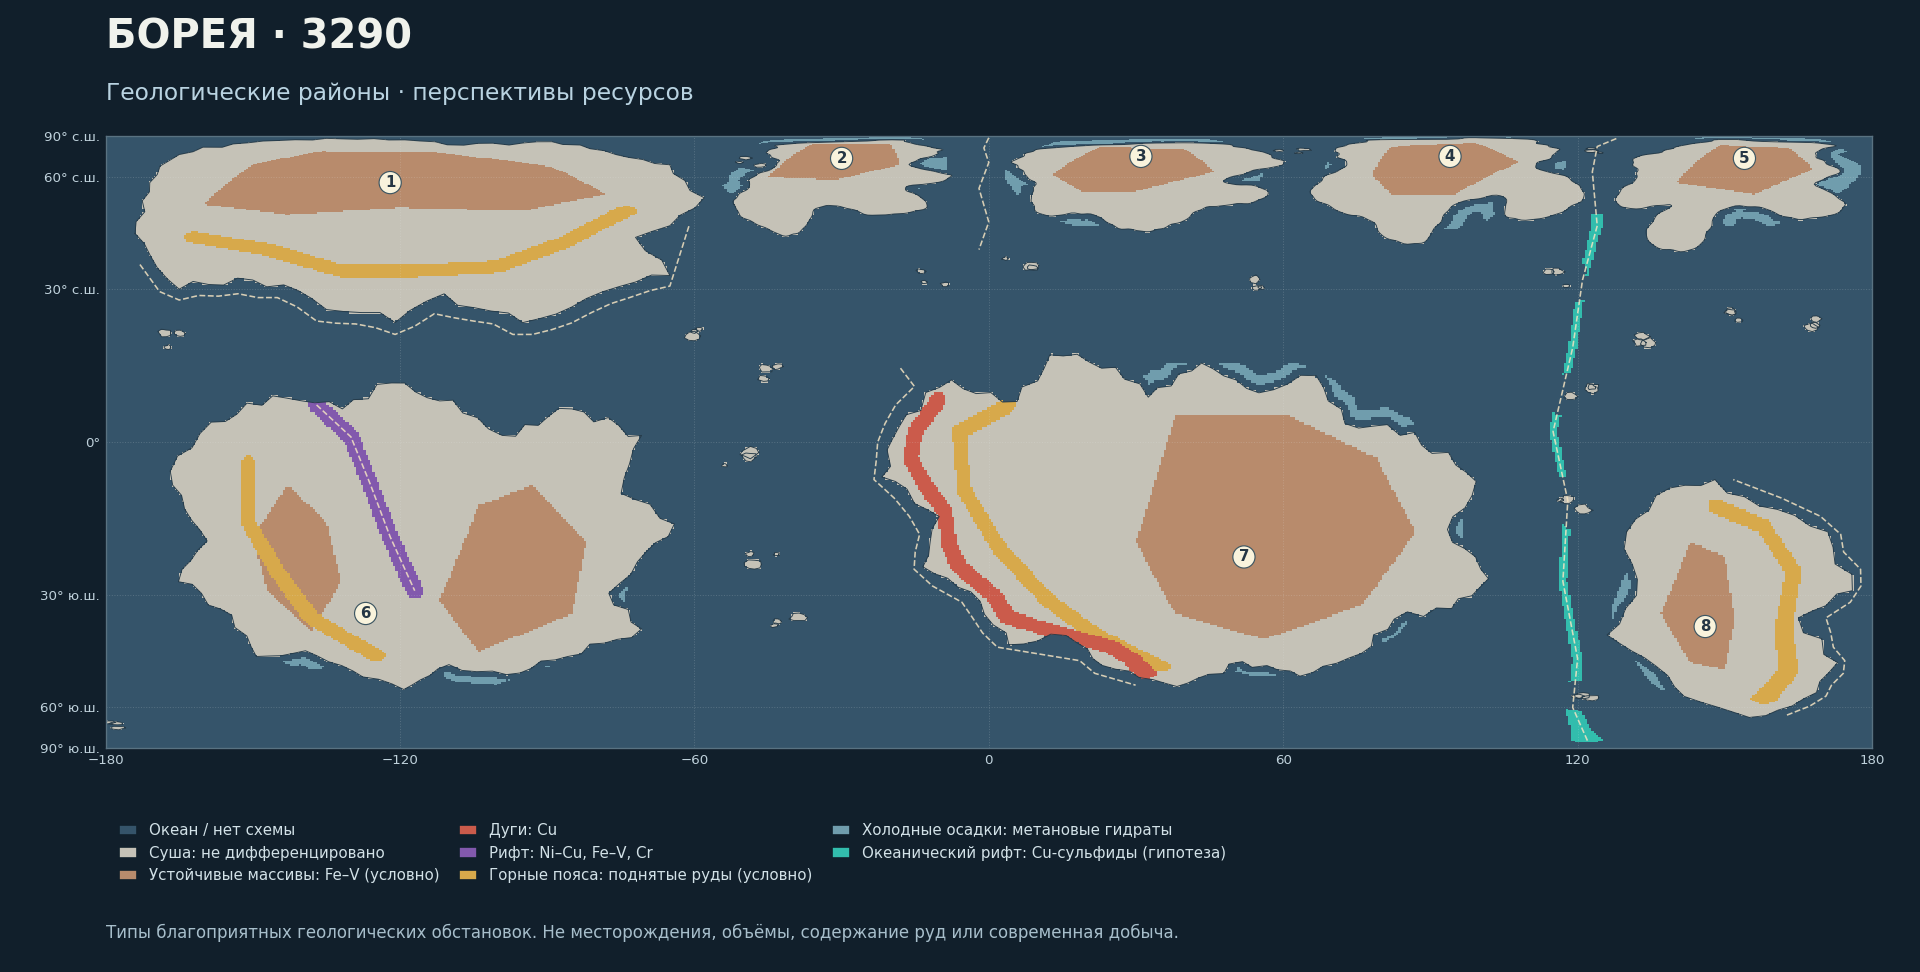 БОРЕЯ · 3290
Геологические районы · перспективы ресурсов
90° с.ш.
60° с.ш.
30° с.ш.
0°
30° ю.ш.
60° ю.ш.
90° ю.ш.
1
2
3
4
5
6
7
8
−180
−120
−60
0
60
120
180
Океан / нет схемы
Суша: не дифференцировано
Устойчивые массивы: Fe–V (условно)
Дуги: Cu
Рифт: Ni–Cu, Fe–V, Cr
Горные пояса: поднятые руды (условно)
Холодные осадки: метановые гидраты
Океанический рифт: Cu-сульфиды (гипотеза)
Типы благоприятных геологических обстановок. Не месторождения, объёмы, содержание руд или современная добыча.